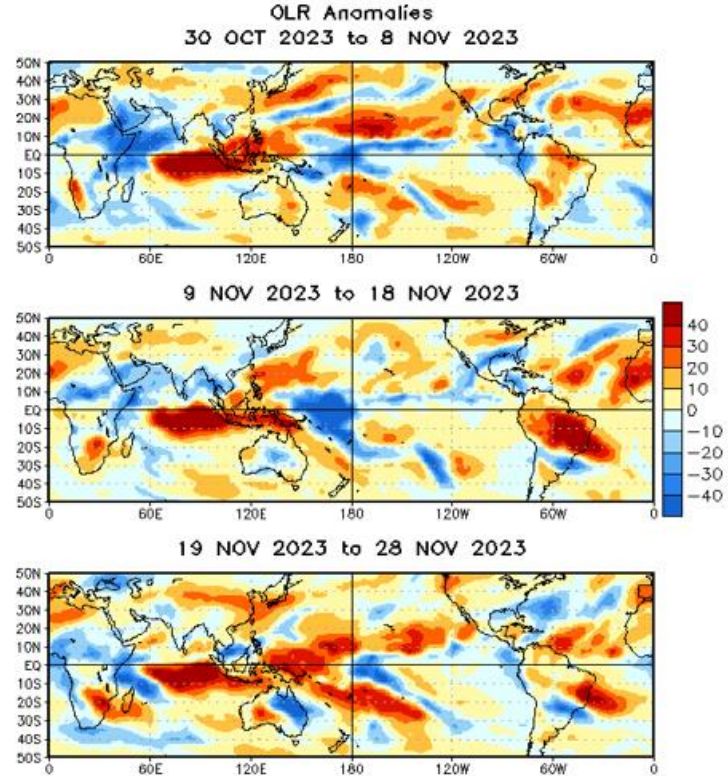 OLR Anomalies
30 OCT 2023 to 8 NOV 2023
50N
40N
30N
20N
10N
EQ
10S
20S
30S
40S
50S
0 60E 120E 180 120W 60W 0
9 NOV 2023 to 18 NOV 2023
50N
40N
30N
20N
10N
EQ
10S
20S
30S
40S
50S
0 60E 120E 180 120W 60W 0
40
30
20
10
0
-10
-20
-30
-40
19 NOV 2023 to 28 NOV 2023
50N
40N
30N
20N
10N
EQ
10S
20S
30S
40S
50S
0 60E 120E 180 120W 60W 0